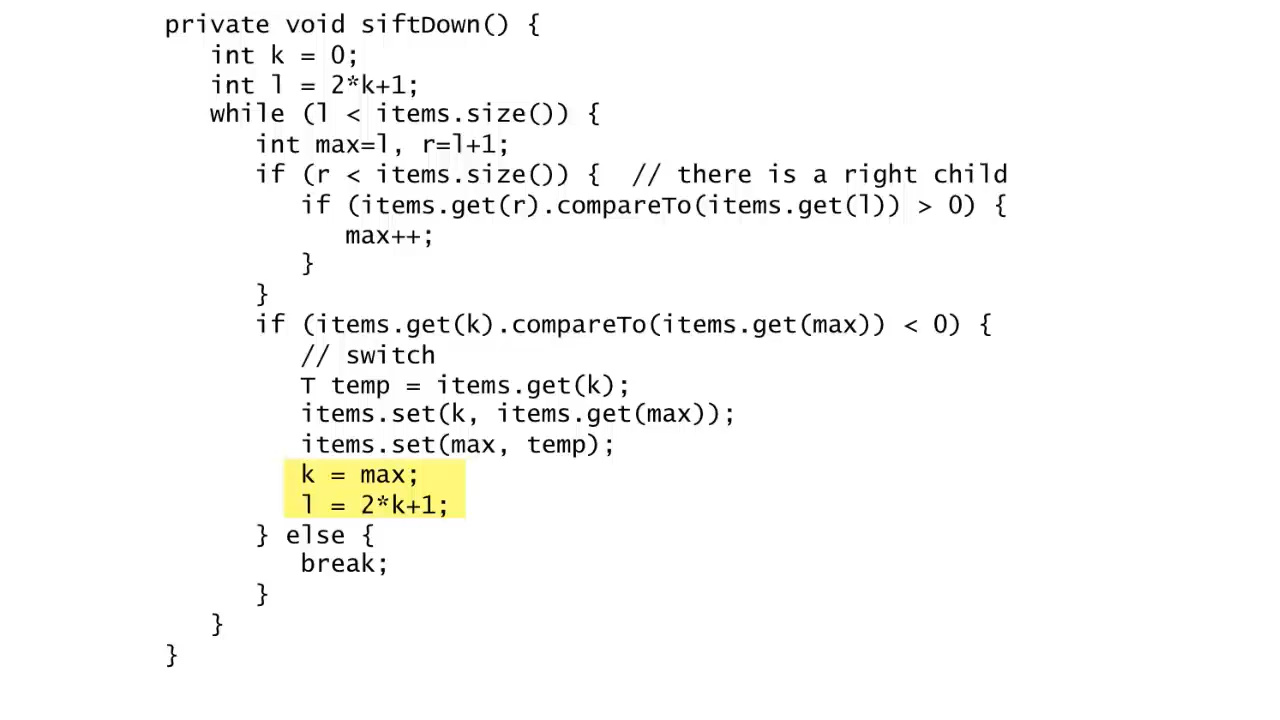 private void siftDown() {
   int k = 0;
   int l = 2*k+1;
   while (l < items.size()) {
      int max=l, r=l+1;
      if (r < items.size()) {  // there is a right child
         if (items.get(r).compareTo(items.get(l)) > 0) {
            max++;
         }
      }
      if (items.get(k).compareTo(items.get(max)) < 0) {
         // switch
         T temp = items.get(k);
         items.set(k, items.get(max));
         items.set(max, temp);
         k = max;
         l = 2*k+1;
      } else {
         break;
      }
   }
}